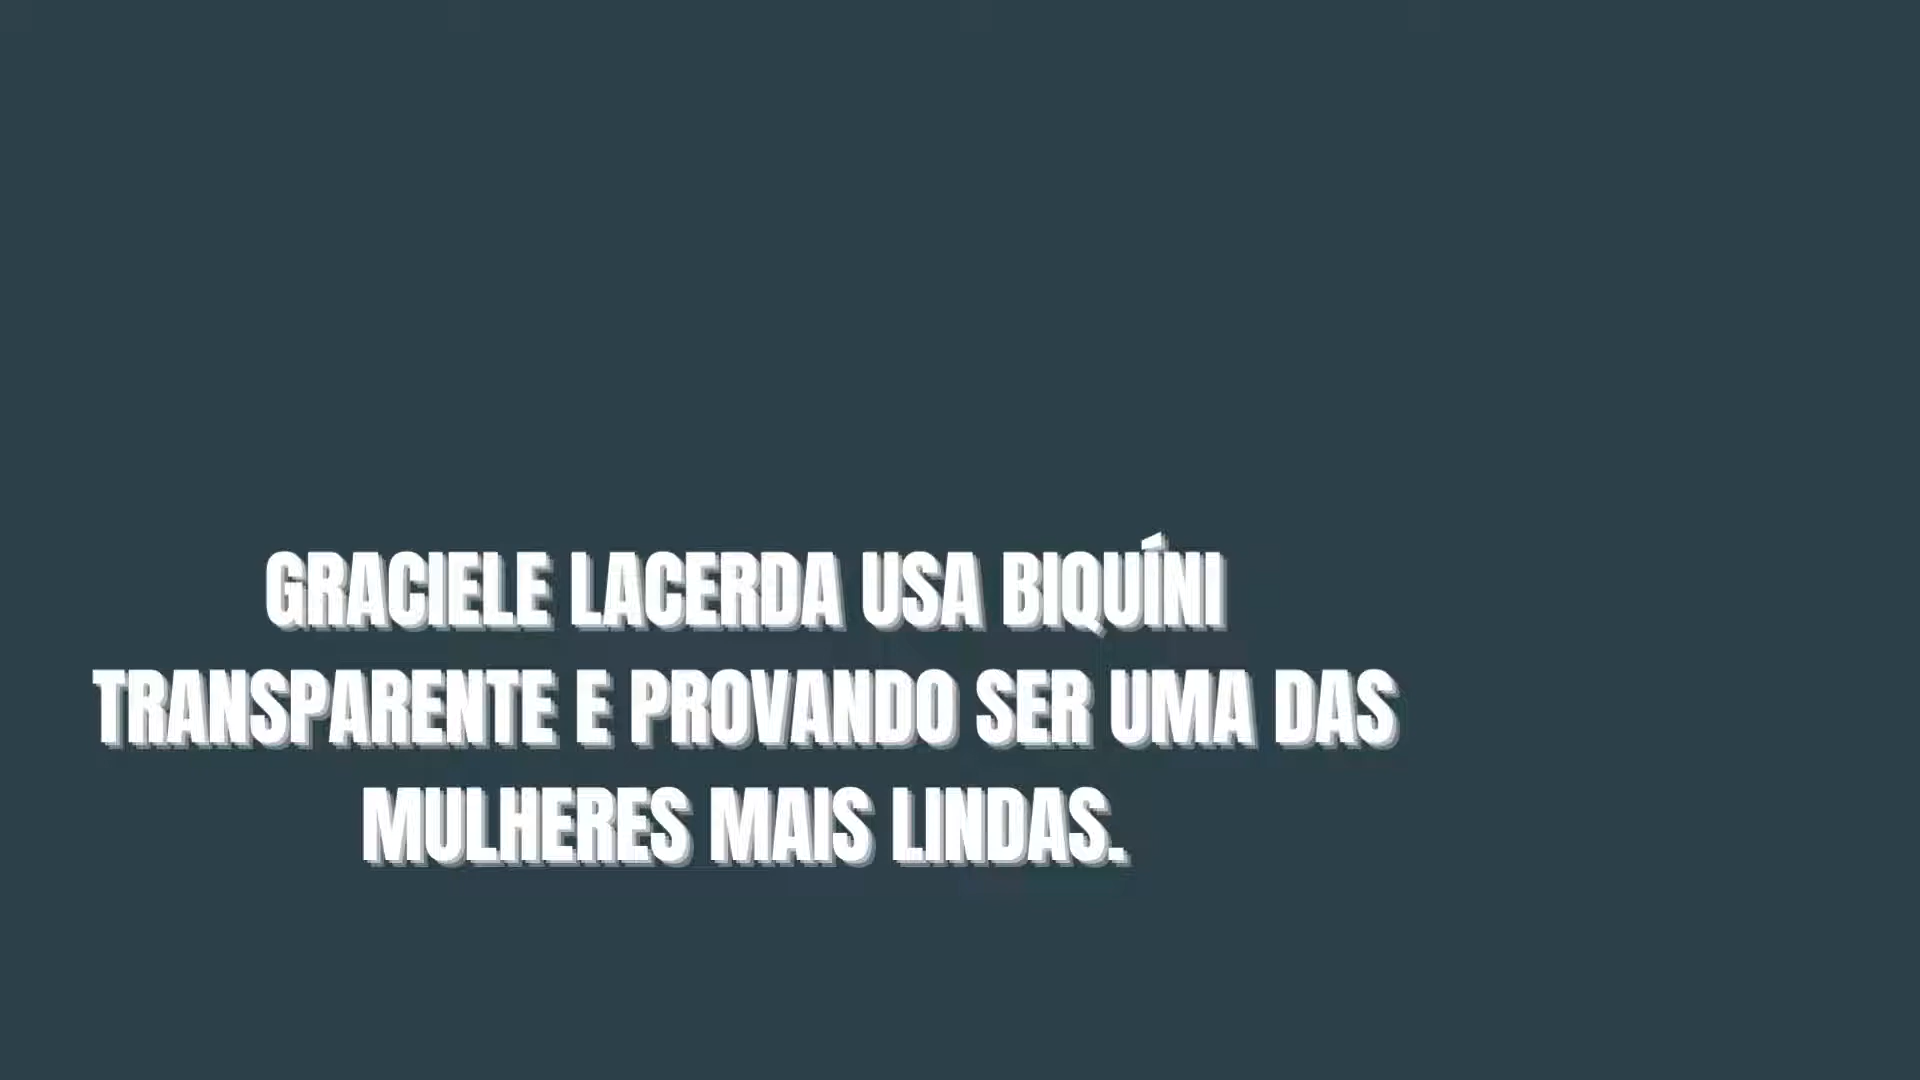 GRACIELE LACERDA USA BIQUÍNI
TRANSPARENTE E PROVANDO SER UMA DAS
MULHERES MAIS LINDAS.